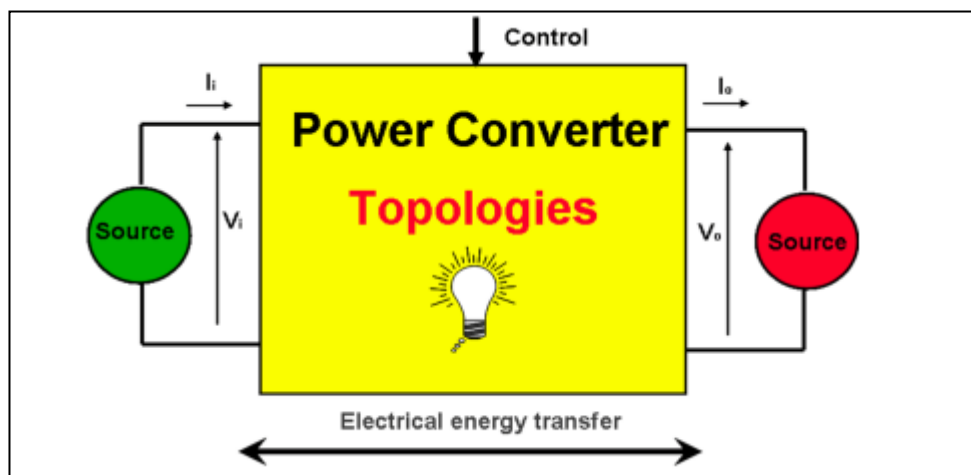 Control
Iᵢ
Iₒ
Power Converter
Topologies
Source
Vᵢ
Vₒ
Source
Electrical energy transfer